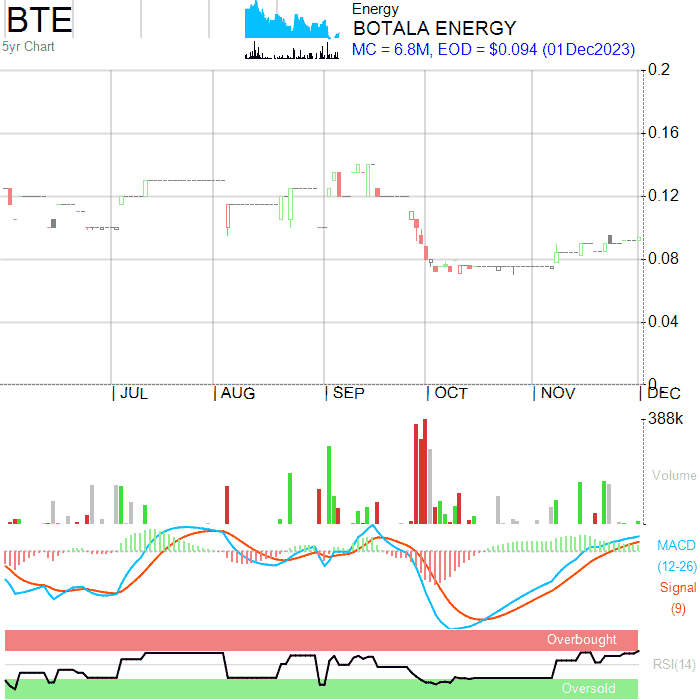 BTE
5yr Chart
Energy
BOTALA ENERGY
MC = 6.8M, EOD = $0.094 (01Dec2023)
0.2
0.16
0.12
0.08
0.04
0
JUL
AUG
SEP
OCT
NOV
DEC
388k
Volume
MACD
(12-26)
Signal
(9)
Overbought
RSI(14)
Oversold